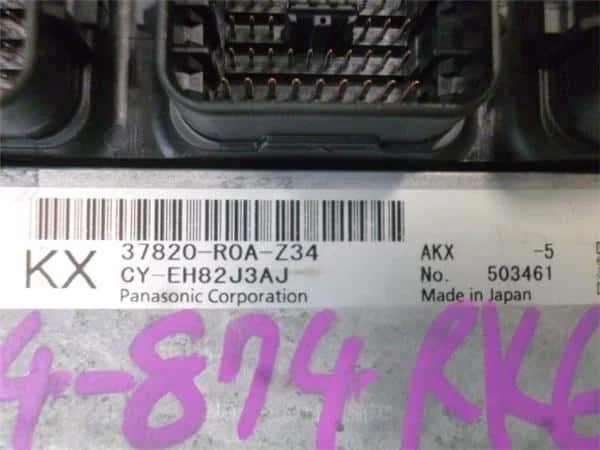 KX
37820-R0A-Z34
CY-EH82J3AJ
Panasonic Corporation
AKX -5
No. 503461
Made in Japan
4-874 RK6